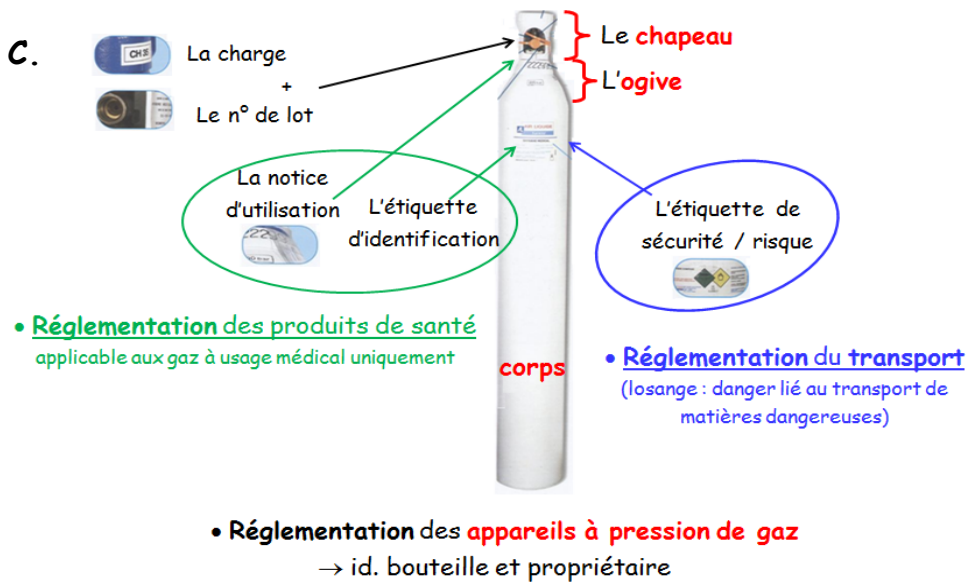 C.
La charge
+
Le n° de lot
CH 35
Le chapeau
L'ogive
La notice
d'utilisation
L'étiquette
d'identification
L'étiquette de
sécurité / risque
• Réglementation des produits de santé
applicable aux gaz à usage médical uniquement
corps
• Réglementation du transport
(losange : danger lié au transport de
matières dangereuses)
• Réglementation des appareils à pression de gaz
→ id. bouteille et propriétaire